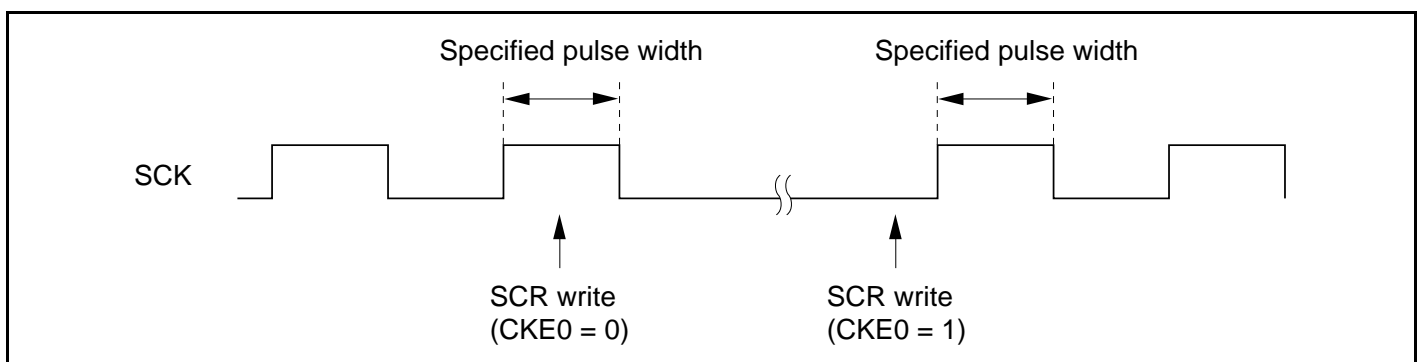 Specified pulse width
Specified pulse width
SCK
SCR write
(CKE0 = 0)
SCR write
(CKE0 = 1)